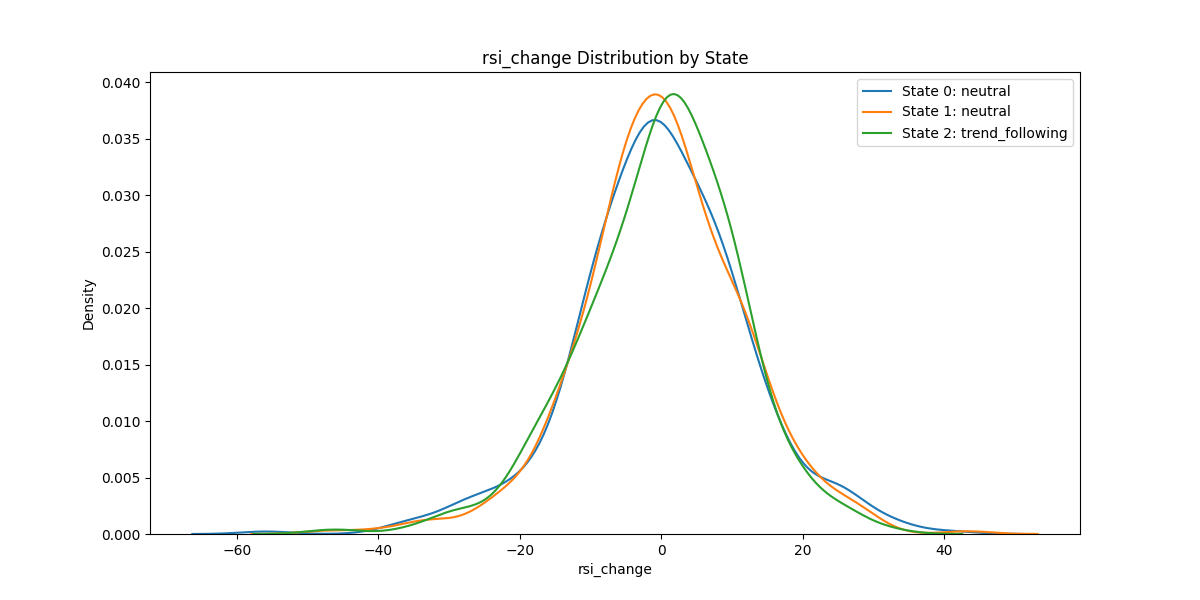 rsi_change Distribution by State
0.040
0.035
0.030
0.025
0.020
0.015
0.010
0.005
0.000
Density
State 0: neutral
State 1: neutral
State 2: trend_following
−60
−40
−20
0
20
40
rsi_change